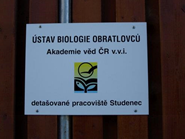 ÚSTAV BIOLOGIE OBRATLOVCŮ
Akademie věd ČR v.v.i.
detašované pracoviště Studenec